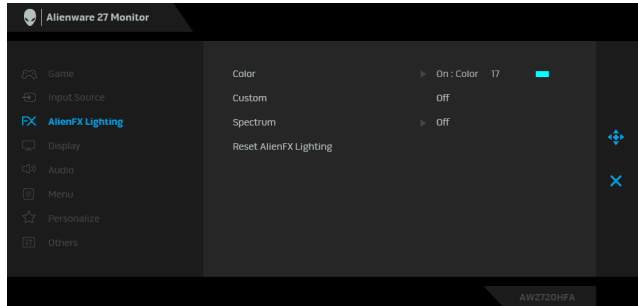 Alienware 27 Monitor
Game
Color On : Color 17
Input Source
Custom Off
FX AlienFX Lighting
Spectrum Off
Display
Reset AlienFX Lighting
Audio
Menu
Personalize
Others
AW2720HFA